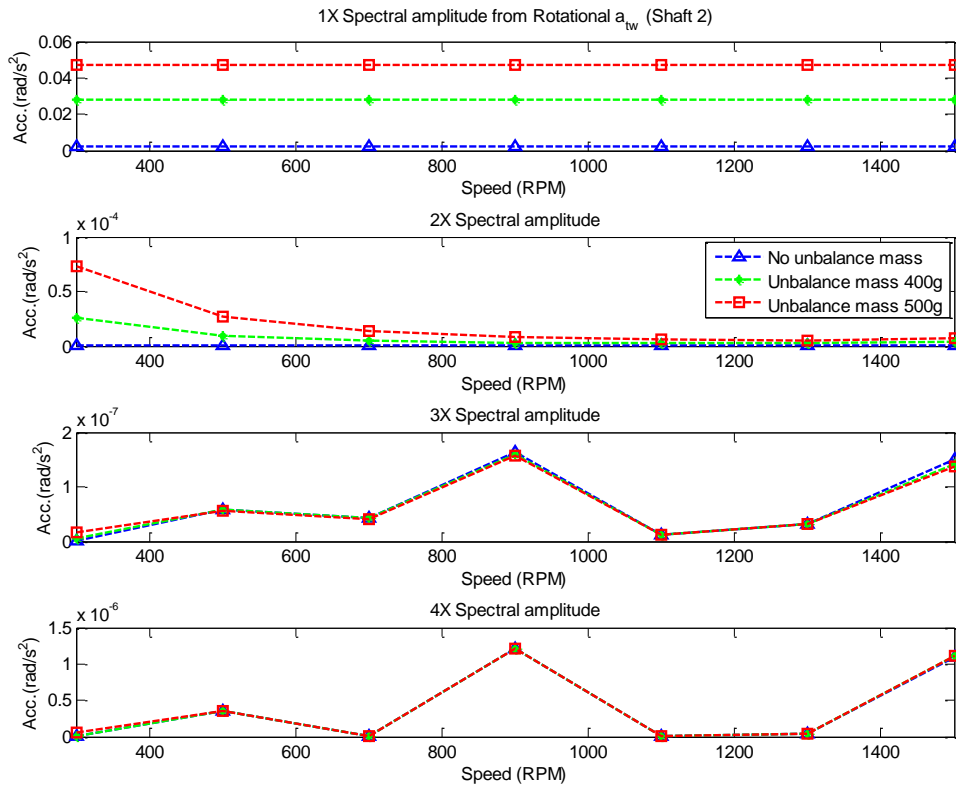 1X Spectral amplitude from Rotational a_tw (Shaft 2)
0.06
0.04
0.02
0
Acc.(rad/s²)
400 600 800 1000 1200 1400
Speed (RPM)
x 10⁻⁴
2X Spectral amplitude
1
0.5
0
Acc.(rad/s²)
No unbalance mass
Unbalance mass 400g
Unbalance mass 500g
400 600 800 1000 1200 1400
Speed (RPM)
x 10⁻⁷
3X Spectral amplitude
2
1
0
Acc.(rad/s²)
400 600 800 1000 1200 1400
Speed (RPM)
x 10⁻⁶
4X Spectral amplitude
1.5
1
0.5
0
Acc.(rad/s²)
400 600 800 1000 1200 1400
Speed (RPM)